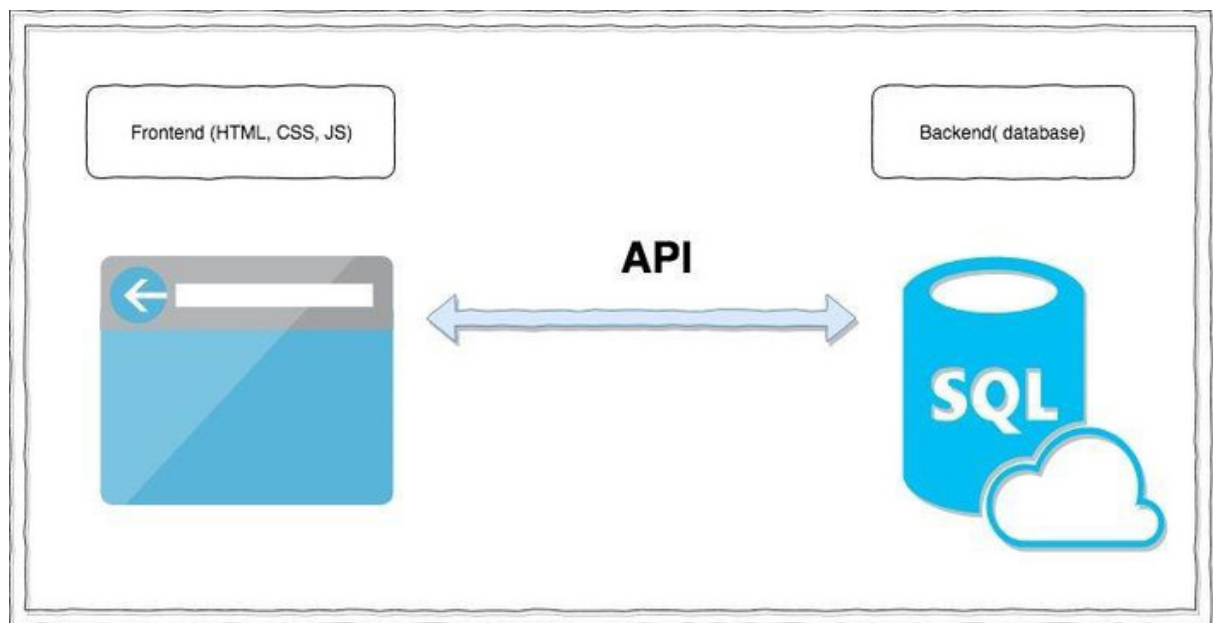 Frontend (HTML, CSS, JS)
Backend( database)
API
SQL